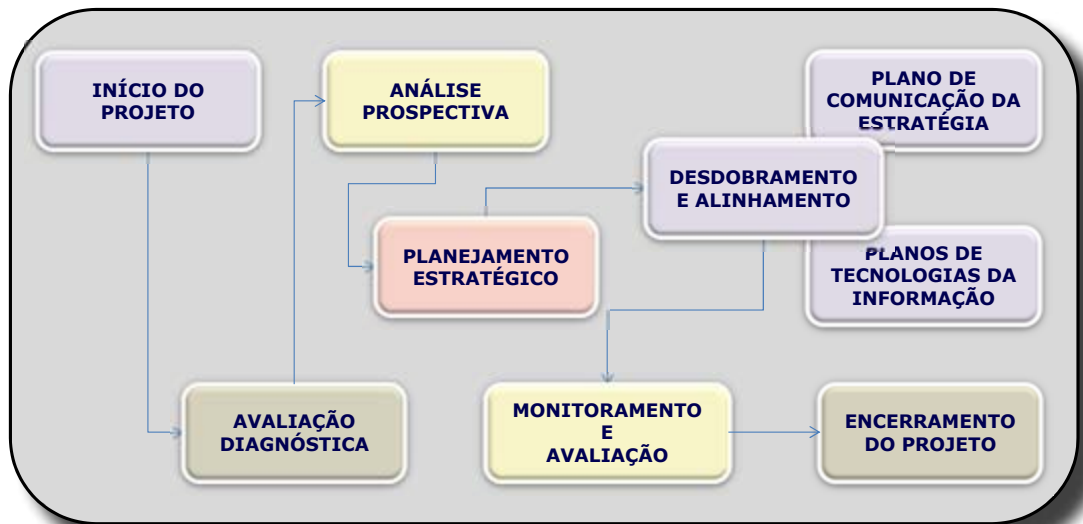 INÍCIO DO
PROJETO
ANÁLISE
PROSPECTIVA
PLANO DE
COMUNICAÇÃO DA
ESTRATÉGIA
DESDOBRAMENTO
E ALINHAMENTO
PLANEJAMENTO
ESTRATÉGICO
PLANOS DE
TECNOLOGIAS DA
INFORMAÇÃO
AVALIAÇÃO
DIAGNÓSTICA
MONITORAMENTO
E
AVALIAÇÃO
ENCERRAMENTO
DO PROJETO